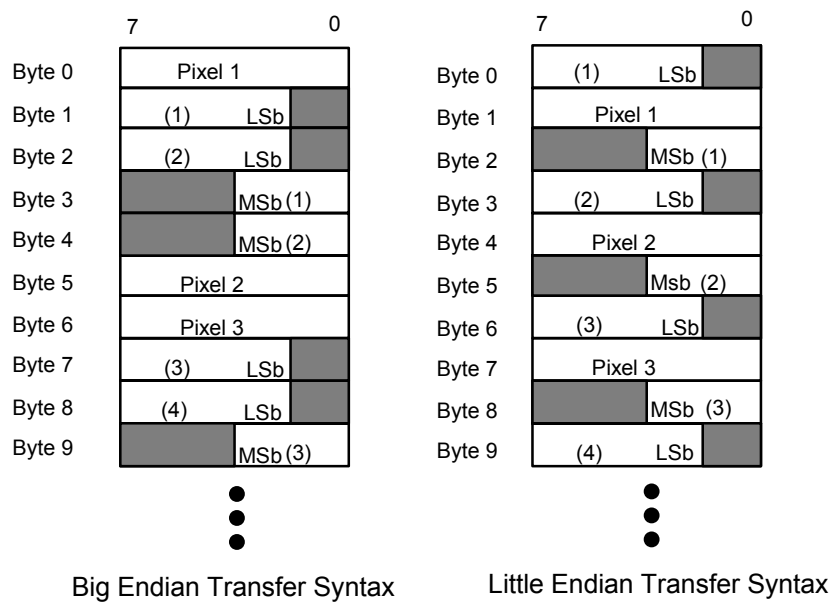 7 0
Byte 0 Pixel 1
Byte 1 (1) LSb
Byte 2 (2) LSb
Byte 3 MSb (1)
Byte 4 MSb (2)
Byte 5 Pixel 2
Byte 6 Pixel 3
Byte 7 (3) LSb
Byte 8 (4) LSb
Byte 9 MSb (3)
Big Endian Transfer Syntax
7 0
Byte 0 (1) LSb
Byte 1 Pixel 1
Byte 2 MSb (1)
Byte 3 (2) LSb
Byte 4 Pixel 2
Byte 5 Msb (2)
Byte 6 (3) LSb
Byte 7 Pixel 3
Byte 8 MSb (3)
Byte 9 (4) LSb
Little Endian Transfer Syntax